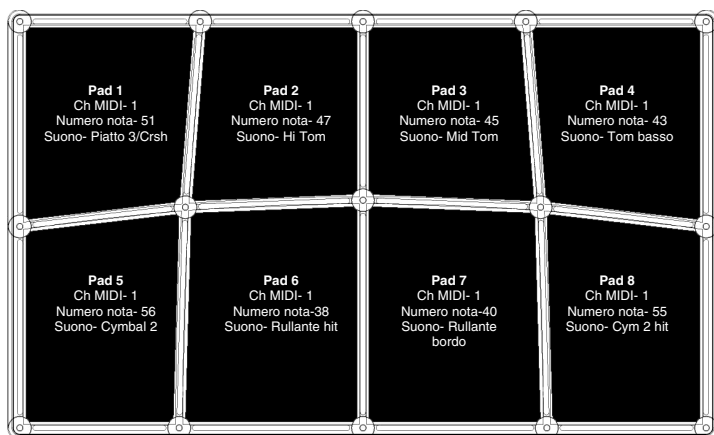 Pad 1
Ch MIDI- 1
Numero nota- 51
Suono- Piatto 3/Crsh
Pad 2
Ch MIDI- 1
Numero nota- 47
Suono- Hi Tom
Pad 3
Ch MIDI- 1
Numero nota- 45
Suono- Mid Tom
Pad 4
Ch MIDI- 1
Numero nota- 43
Suono- Tom basso
Pad 5
Ch MIDI- 1
Numero nota- 56
Suono- Cymbal 2
Pad 6
Ch MIDI- 1
Numero nota-38
Suono- Rullante hit
Pad 7
Ch MIDI- 1
Numero nota-40
Suono- Rullante
bordo
Pad 8
Ch MIDI- 1
Numero nota- 55
Suono- Cym 2 hit